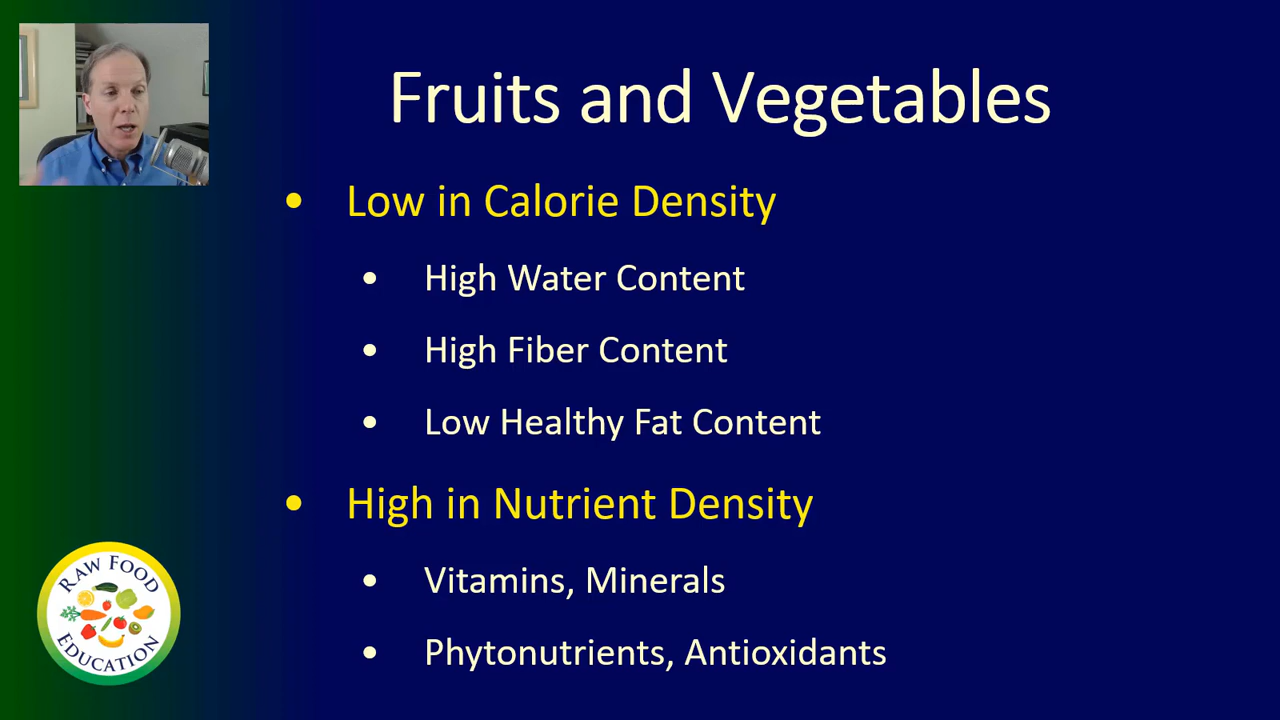 Fruits and Vegetables
• Low in Calorie Density
• High Water Content
• High Fiber Content
• Low Healthy Fat Content
• High in Nutrient Density
• Vitamins, Minerals
• Phytonutrients, Antioxidants
RAW FOOD
EDUCATION